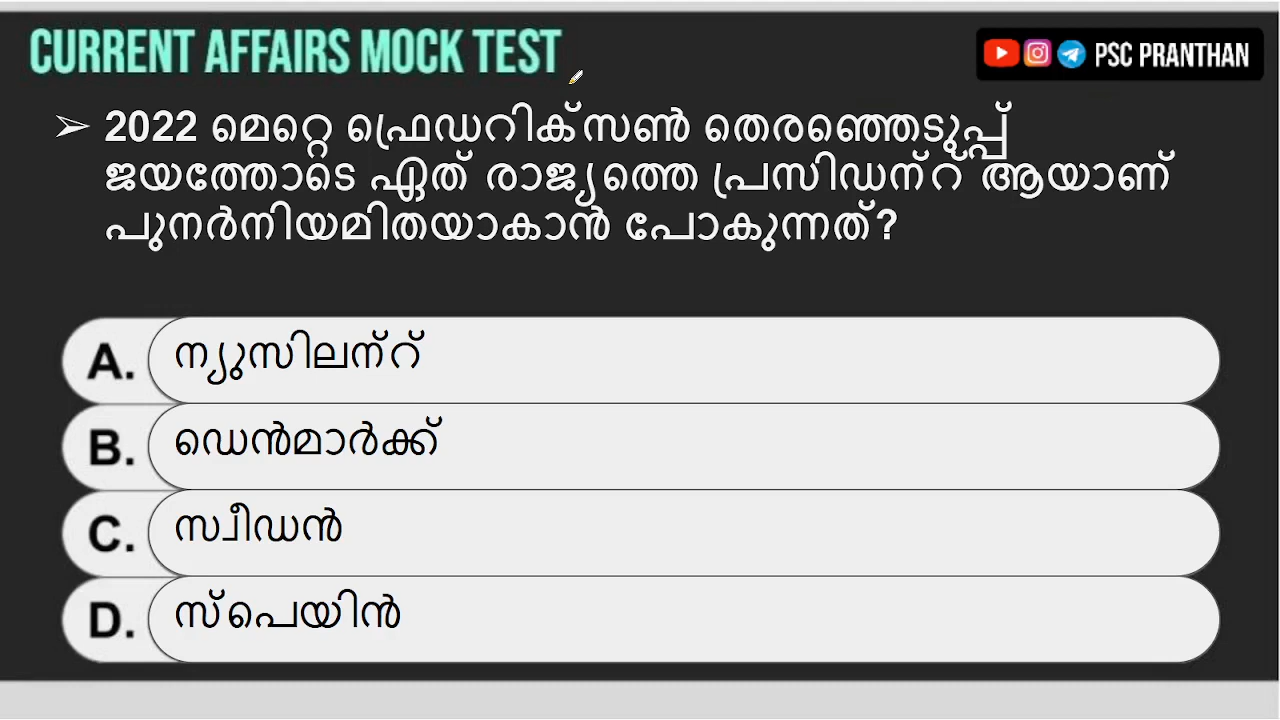 CURRENT AFFAIRS MOCK TEST
PSC PRANTHAN
➢ 2022 മെറ്റെ ഫ്രെഡറിക്സൺ തെരഞ്ഞെടുപ്പ്
ജയത്തോടെ ഏത് രാജ്യത്തെ പ്രസിഡന്റ് ആയാണ്
പുനർനിയമിതയാകാൻ പോകുന്നത്?
A. ന്യുസിലന്റ്
B. ഡെൻമാർക്ക്
C. സ്വീഡൻ
D. സ്പെയിൻ